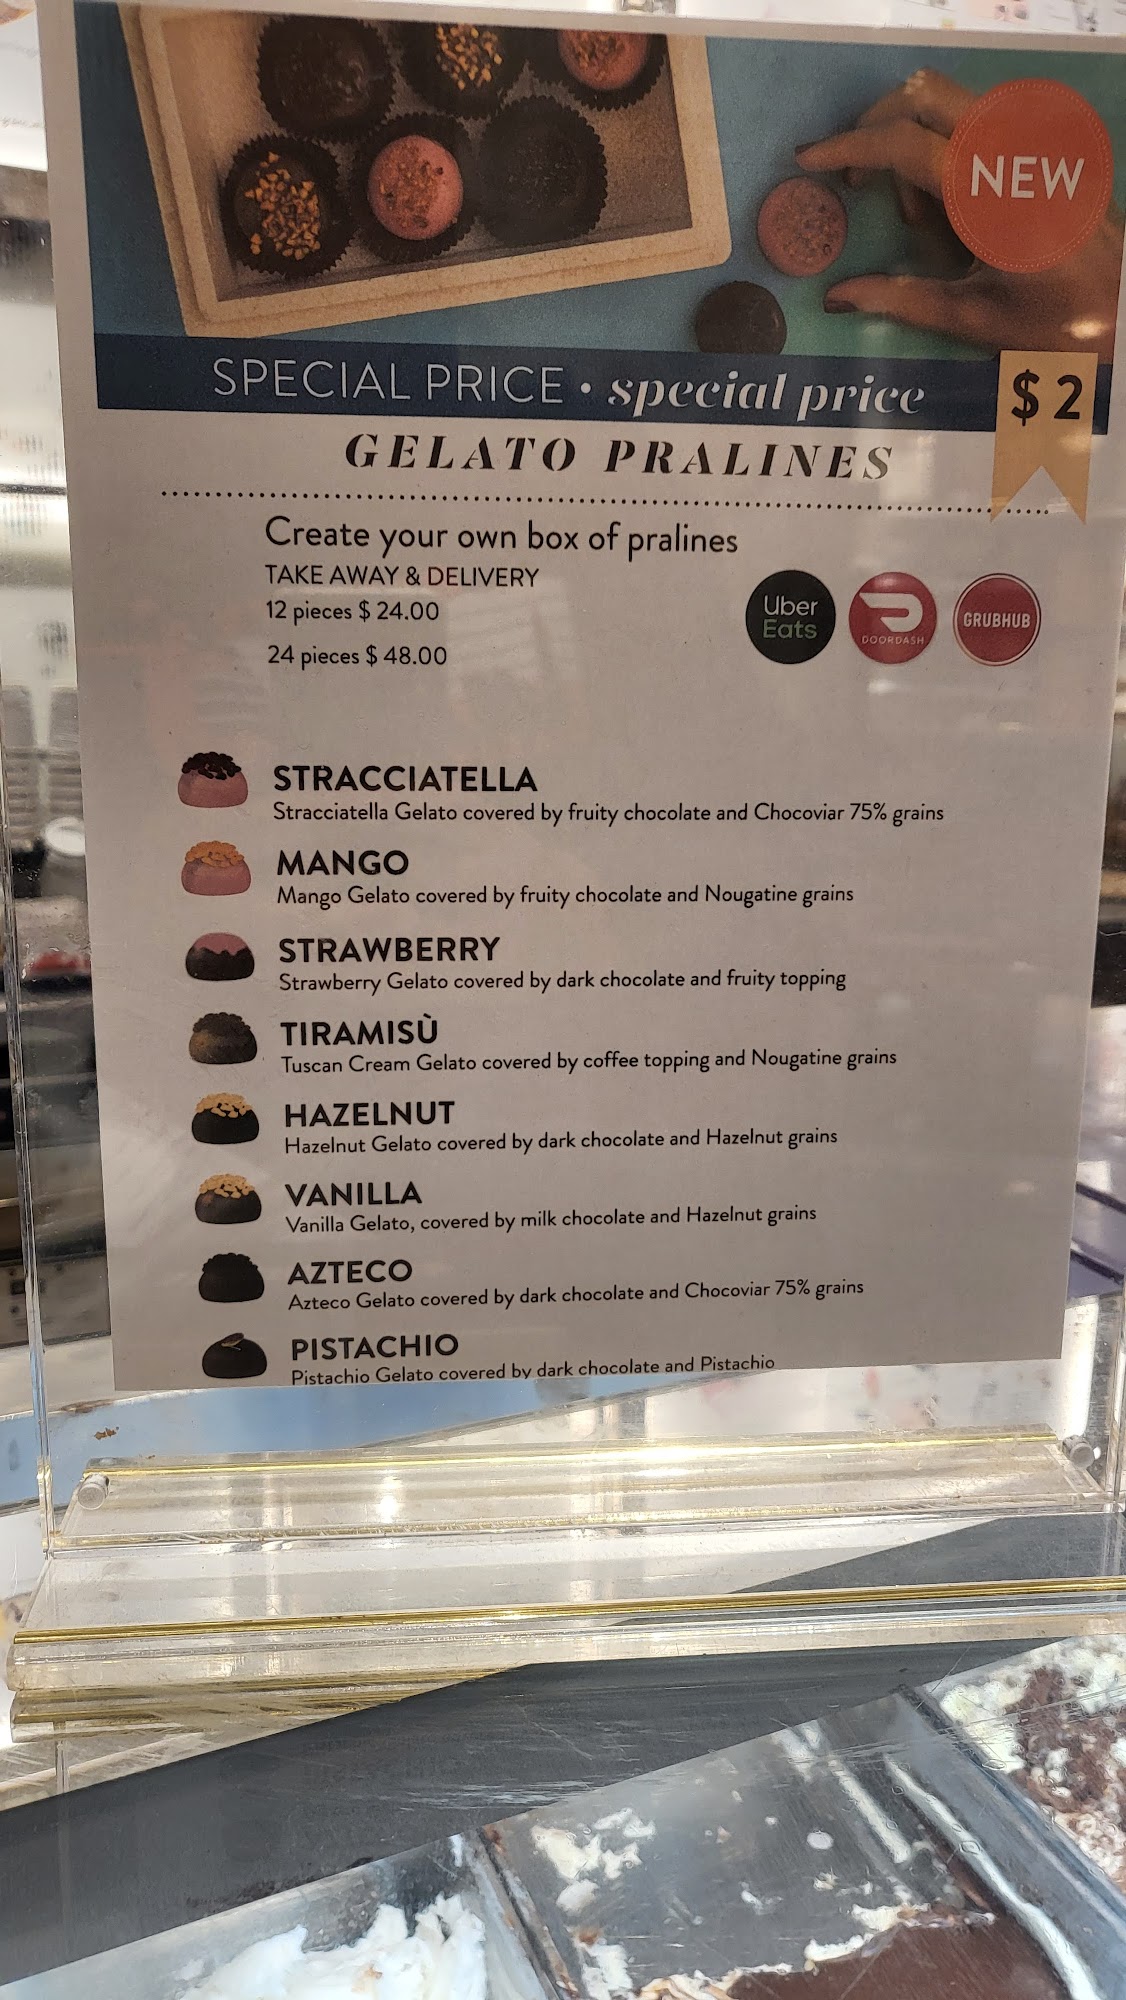 NEW
SPECIAL PRICE • special price
$ 2
GELATO PRALINES
Create your own box of pralines
TAKE AWAY & DELIVERY
12 pieces $ 24.00
24 pieces $ 48.00
Uber Eats
DOORDASH
GRUBHUB
STRACCIATELLA
Stracciatella Gelato covered by fruity chocolate and Chocoviar 75% grains
MANGO
Mango Gelato covered by fruity chocolate and Nougatine grains
STRAWBERRY
Strawberry Gelato covered by dark chocolate and fruity topping
TIRAMISÙ
Tuscan Cream Gelato covered by coffee topping and Nougatine grains
HAZELNUT
Hazelnut Gelato covered by dark chocolate and Hazelnut grains
VANILLA
Vanilla Gelato, covered by milk chocolate and Hazelnut grains
AZTECO
Azteco Gelato covered by dark chocolate and Chocoviar 75% grains
PISTACHIO
Pistachio Gelato covered by dark chocolate and Pistachio